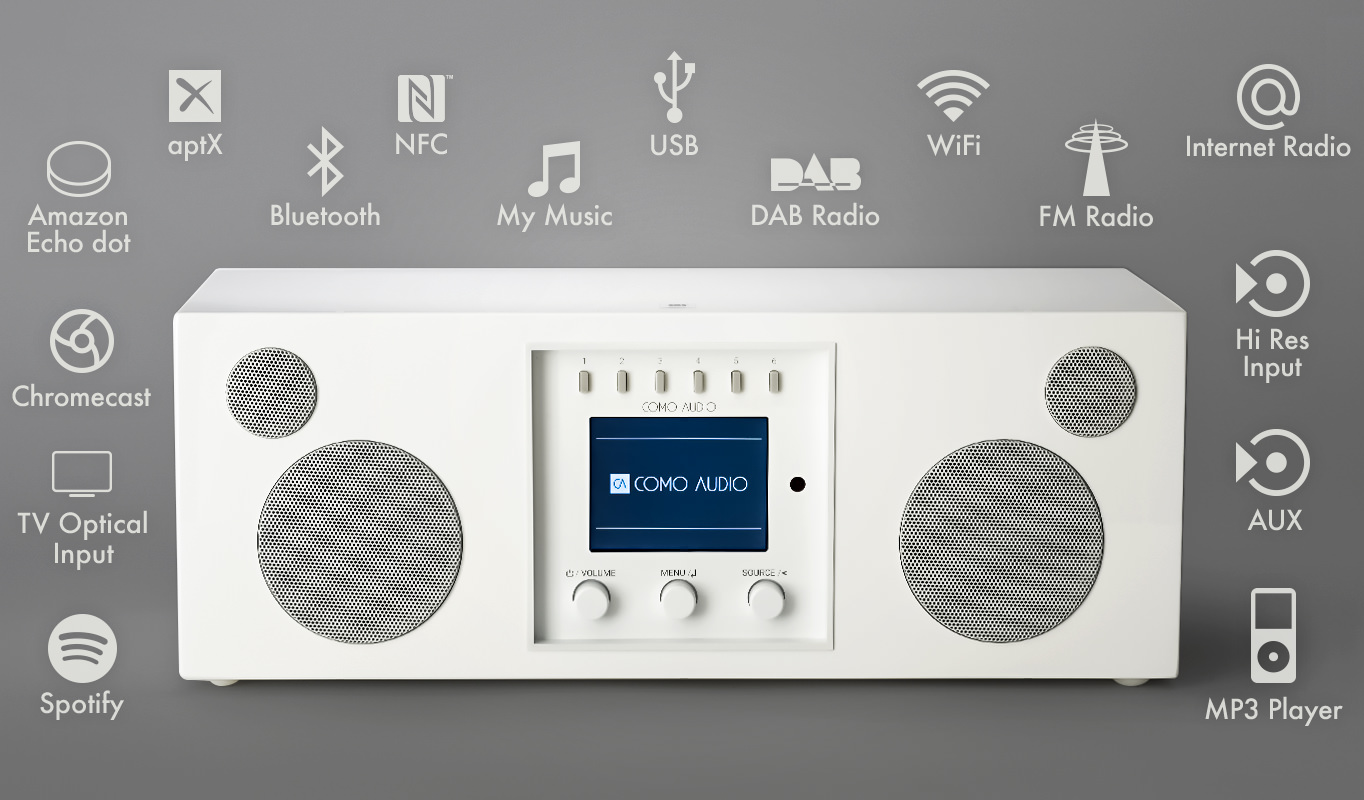 aptX
NFC
USB
WiFi
Internet Radio
Amazon
Echo dot
Bluetooth
My Music
DAB
DAB Radio
FM Radio
Chromecast
Hi Res
Input
TV Optical
Input
AUX
Spotify
MP3 Player
1 2 3 4 5 6
COMO AUDIO
CA COMO AUDIO
/ VOLUME
MENU /
SOURCE / <